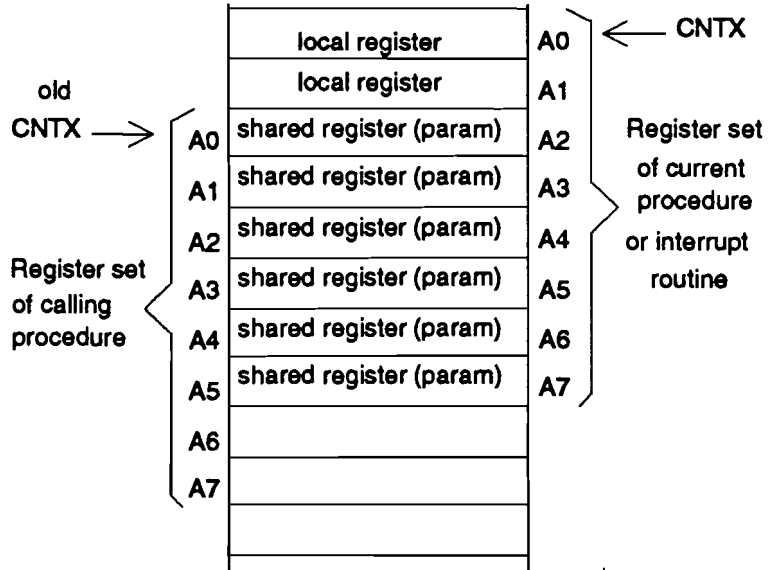 local register A0 CNTX
local register A1
old
CNTX
A0 shared register (param) A2
A1 shared register (param) A3
A2 shared register (param) A4
A3 shared register (param) A5
A4 shared register (param) A6
A5 shared register (param) A7
A6
A7
Register set
of calling
procedure
Register set
of current
procedure
or interrupt
routine